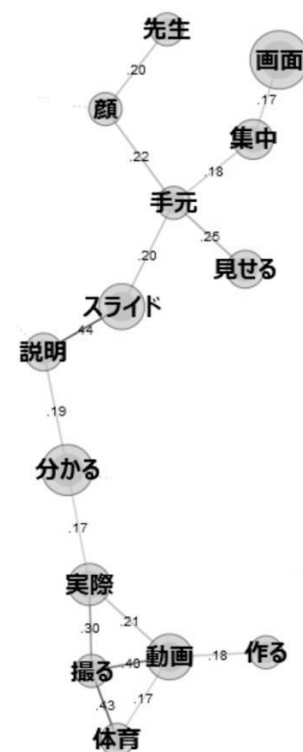 先生
.20
画面
顔
.17
集中
.22
.18
手元
.25
.20
見せる
スライド
.44
説明
.19
分かる
.17
実際
.21
.30
動画
.18
作る
撮る
.40
.43
.17
体育